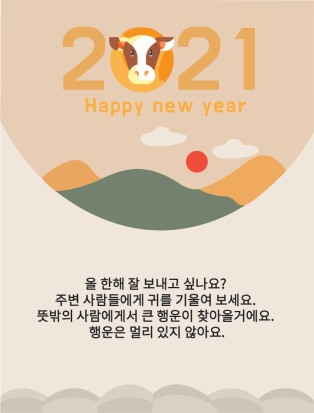 2021
Happy new year
올 한해 잘 보내고 싶나요?
주변 사람들에게 귀를 기울여 보세요.
뜻밖의 사람에게서 큰 행운이 찾아올거에요.
행운은 멀리 있지 않아요.